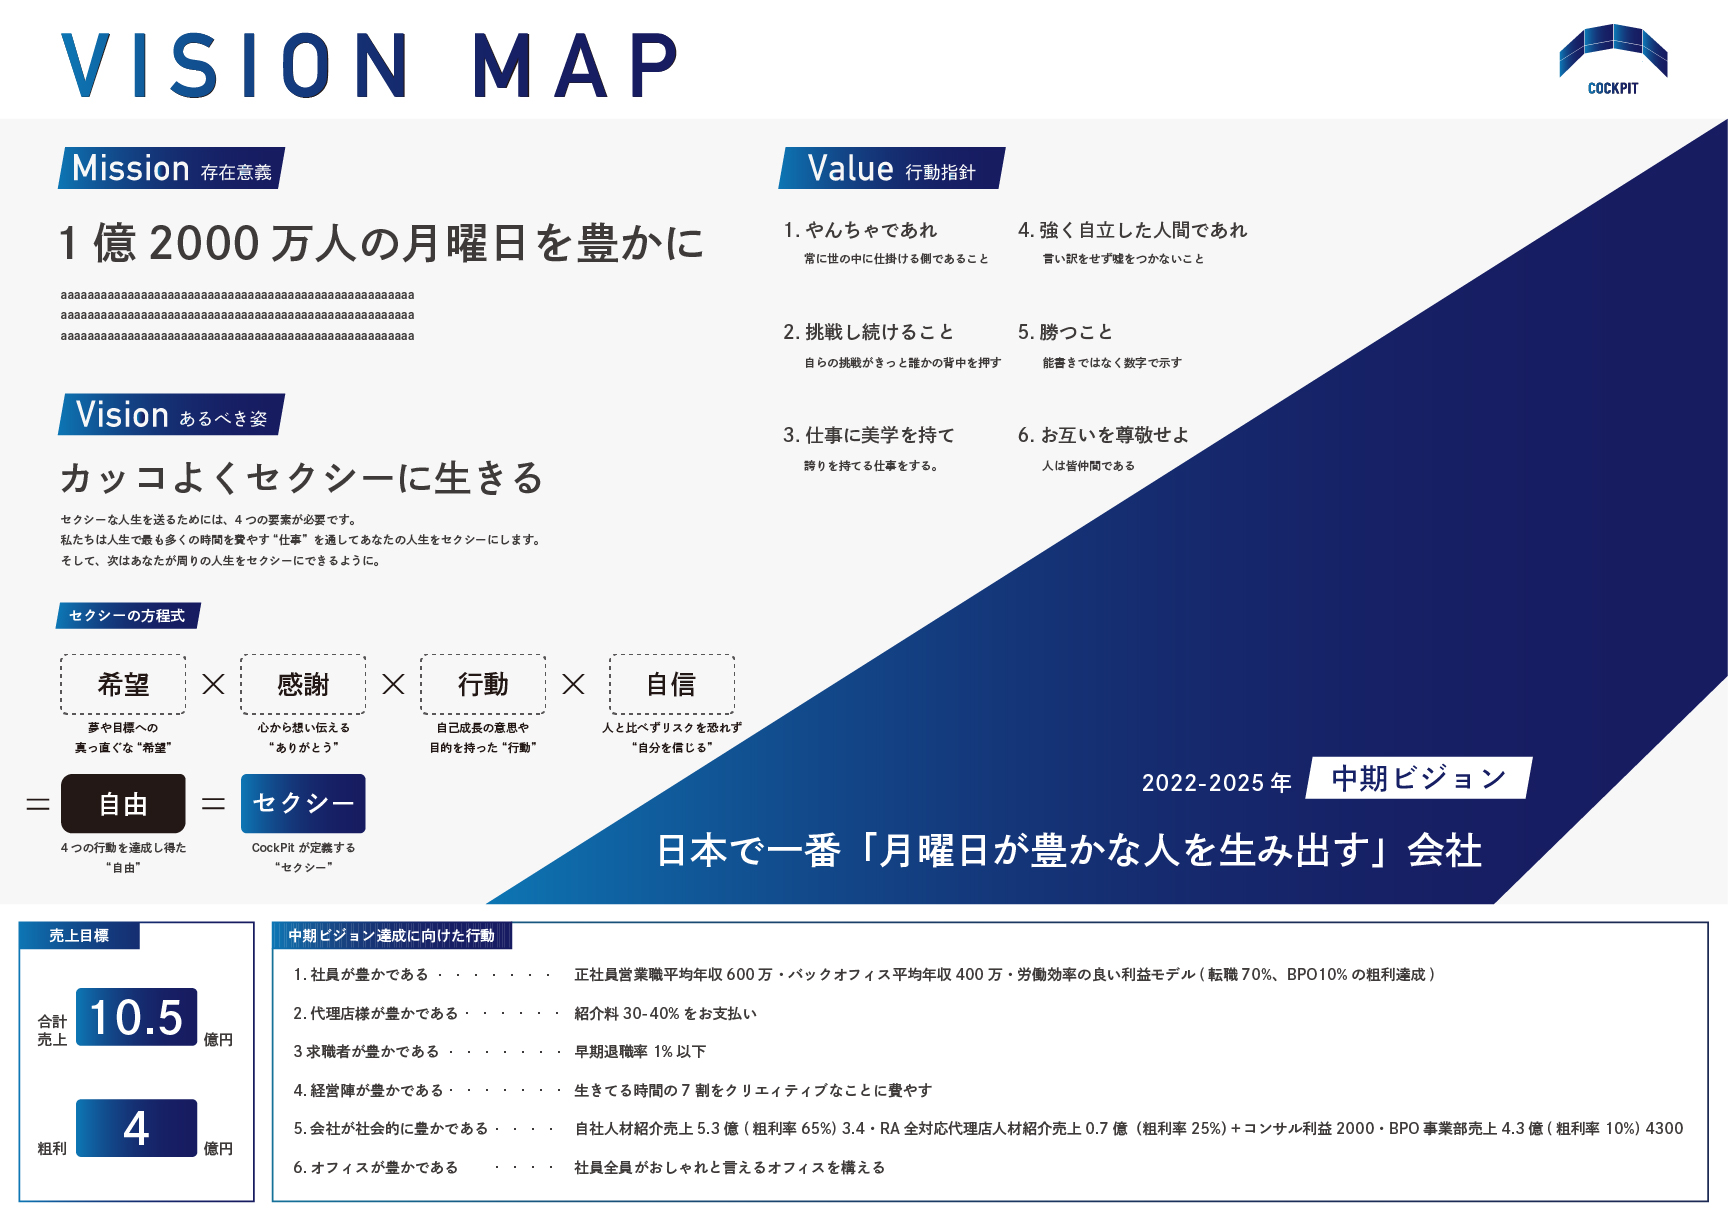 VISION MAP
COCKPIT
Mission 存在意義
1 億 2000 万人の月曜日を豊かに
aaaaaaaaaaaaaaaaaaaaaaaaaaaaaaaaaaaaaaaaaaaaaaaaaaaaa
aaaaaaaaaaaaaaaaaaaaaaaaaaaaaaaaaaaaaaaaaaaaaaaaaaaaa
aaaaaaaaaaaaaaaaaaaaaaaaaaaaaaaaaaaaaaaaaaaaaaaaaaaaa
Vision あるべき姿
カッコよくセクシーに生きる
セクシーな人生を送るためには、4 つの要素が必要です。
私たちは人生で最も多くの時間を費やす “仕事” を通してあなたの人生をセクシーにします。
そして、次はあなたが周りの人生をセクシーにできるように。
セクシーの方程式
希望 × 感謝 × 行動 × 自信
夢や目標への
真っ直ぐな “希望”
心から想い伝える
“ありがとう”
自己成長の意思や
目的を持った “行動”
人と比べずリスクを恐れず
“自分を信じる”
= 自由 = セクシー
4 つの行動を達成し得た
“自由”
CockPit が定義する
“セクシー”
Value 行動指針
1. やんちゃであれ
常に世の中に仕掛ける側であること
2. 挑戦し続けること
自らの挑戦がきっと誰かの背中を押す
3. 仕事に美学を持て
誇りを持てる仕事をする。
4. 強く自立した人間であれ
言い訳をせず嘘をつかないこと
5. 勝つこと
能書きではなく数字で示す
6. お互いを尊敬せよ
人は皆仲間である
2022-2025 年 中期ビジョン
日本で一番「月曜日が豊かな人を生み出す」会社
売上目標
合計
売上
10.5
億円
粗利
4
億円
中期ビジョン達成に向けた行動
1. 社員が豊かである ・・・・・・・ 正社員営業職平均年収 600 万・バックオフィス平均年収 400 万・労働効率の良い利益モデル ( 転職 70%、BPO10% の粗利達成 )
2. 代理店様が豊かである・・・・・・ 紹介料 30-40% をお支払い
3 求職者が豊かである ・・・・・・・ 早期退職率 1% 以下
4. 経営陣が豊かである・・・・・・・ 生きてる時間の 7 割をクリエィティブなことに費やす
5. 会社が社会的に豊かである・・・・ 自社人材紹介売上 5.3 億 ( 粗利率 65%) 3.4・RA 全対応代理店人材紹介売上 0.7 億（粗利率 25%)＋コンサル利益 2000・BPO 事業部売上 4.3 億 ( 粗利率 10%) 4300
6. オフィスが豊かである ・・・・ 社員全員がおしゃれと言えるオフィスを構える